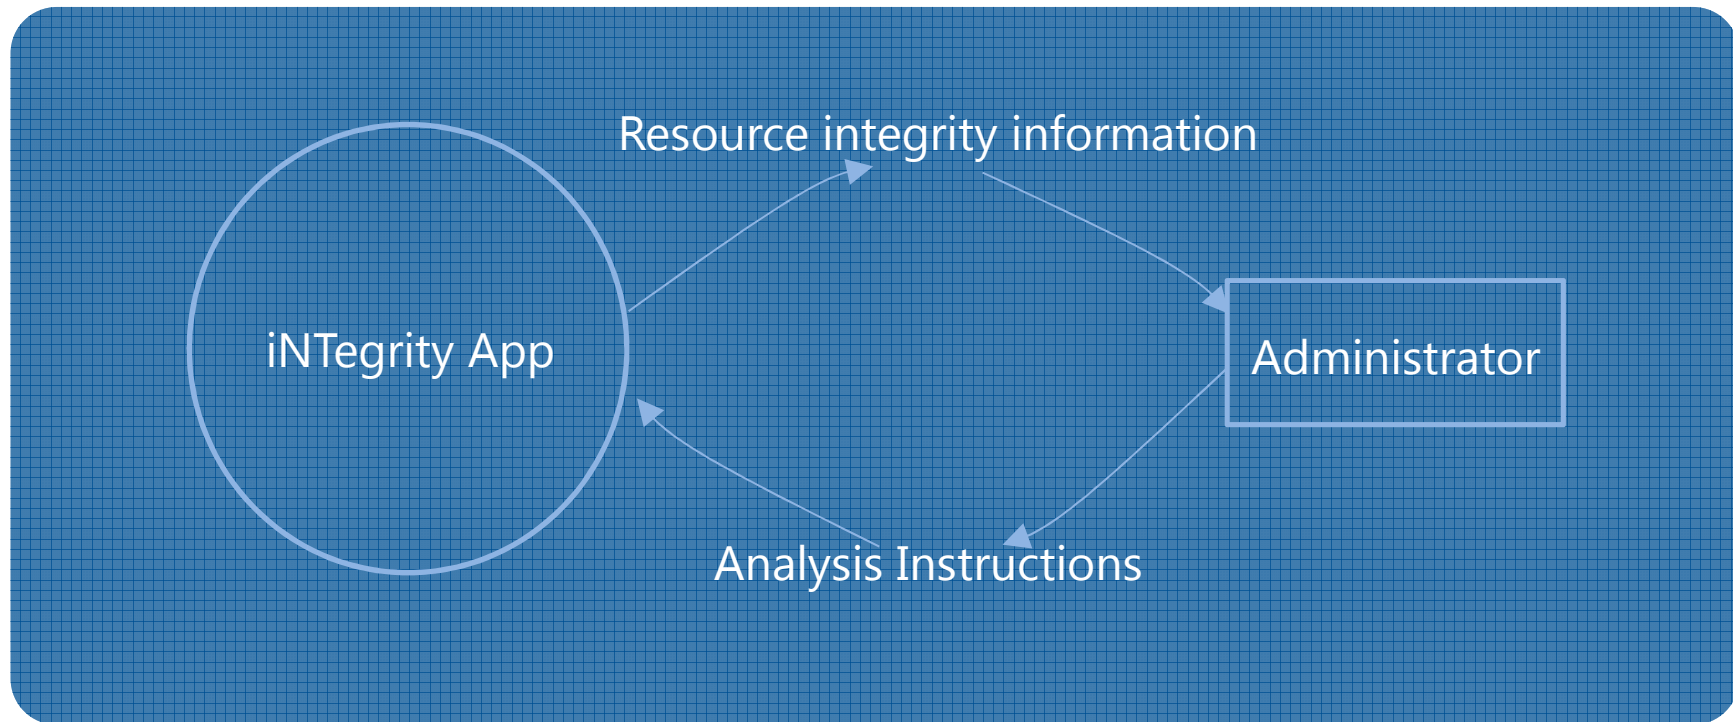 Resource integrity information
iNTegrity App
Administrator
Analysis Instructions